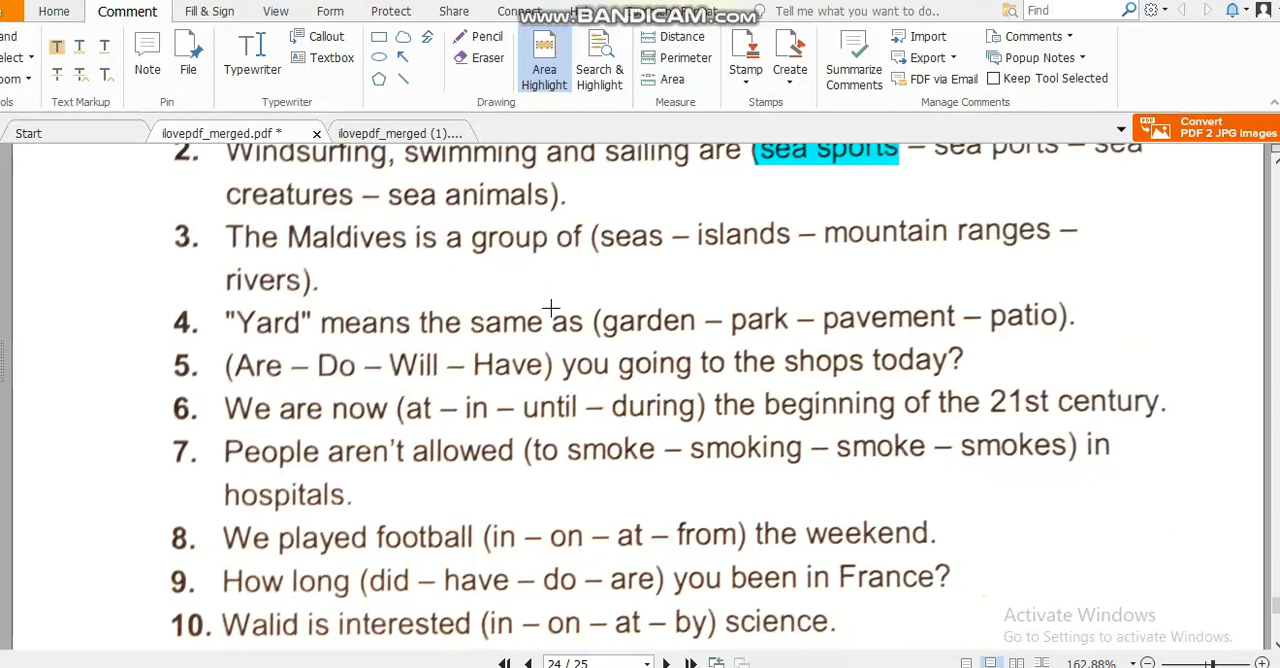 www.BANDICAM.com
Home Comment Fill & Sign View Form Protect Share Connect Tell me what you want to do.. Find
and Callout Pencil Distance Import Comments
elect Eraser Perimeter Export Popup Notes
oom Note File Typewriter Textbox Area Highlight Search & Highlight Area Stamp Create Summarize Comments PDF via Email Keep Tool Selected
ols Text Markup Pin Typewriter Drawing Measure Stamps Manage Comments
Start ilovepdf_merged.pdf * ilovepdf_merged (1).... Convert
PDF 2 JPG Images
2. Windsurfing, swimming and sailing are (sea sports – sea ports – sea
creatures – sea animals).
3. The Maldives is a group of (seas – islands – mountain ranges –
rivers).
4. "Yard" means the same as (garden – park – pavement – patio).
5. (Are – Do – Will – Have) you going to the shops today?
6. We are now (at – in – until – during) the beginning of the 21st century.
7. People aren't allowed (to smoke – smoking – smoke – smokes) in
hospitals.
8. We played football (in – on – at – from) the weekend.
9. How long (did – have – do – are) you been in France?
10. Walid is interested (in – on – at – by) science.
Activate Windows
Go to Settings to activate Windows.
24 / 25 162.88%